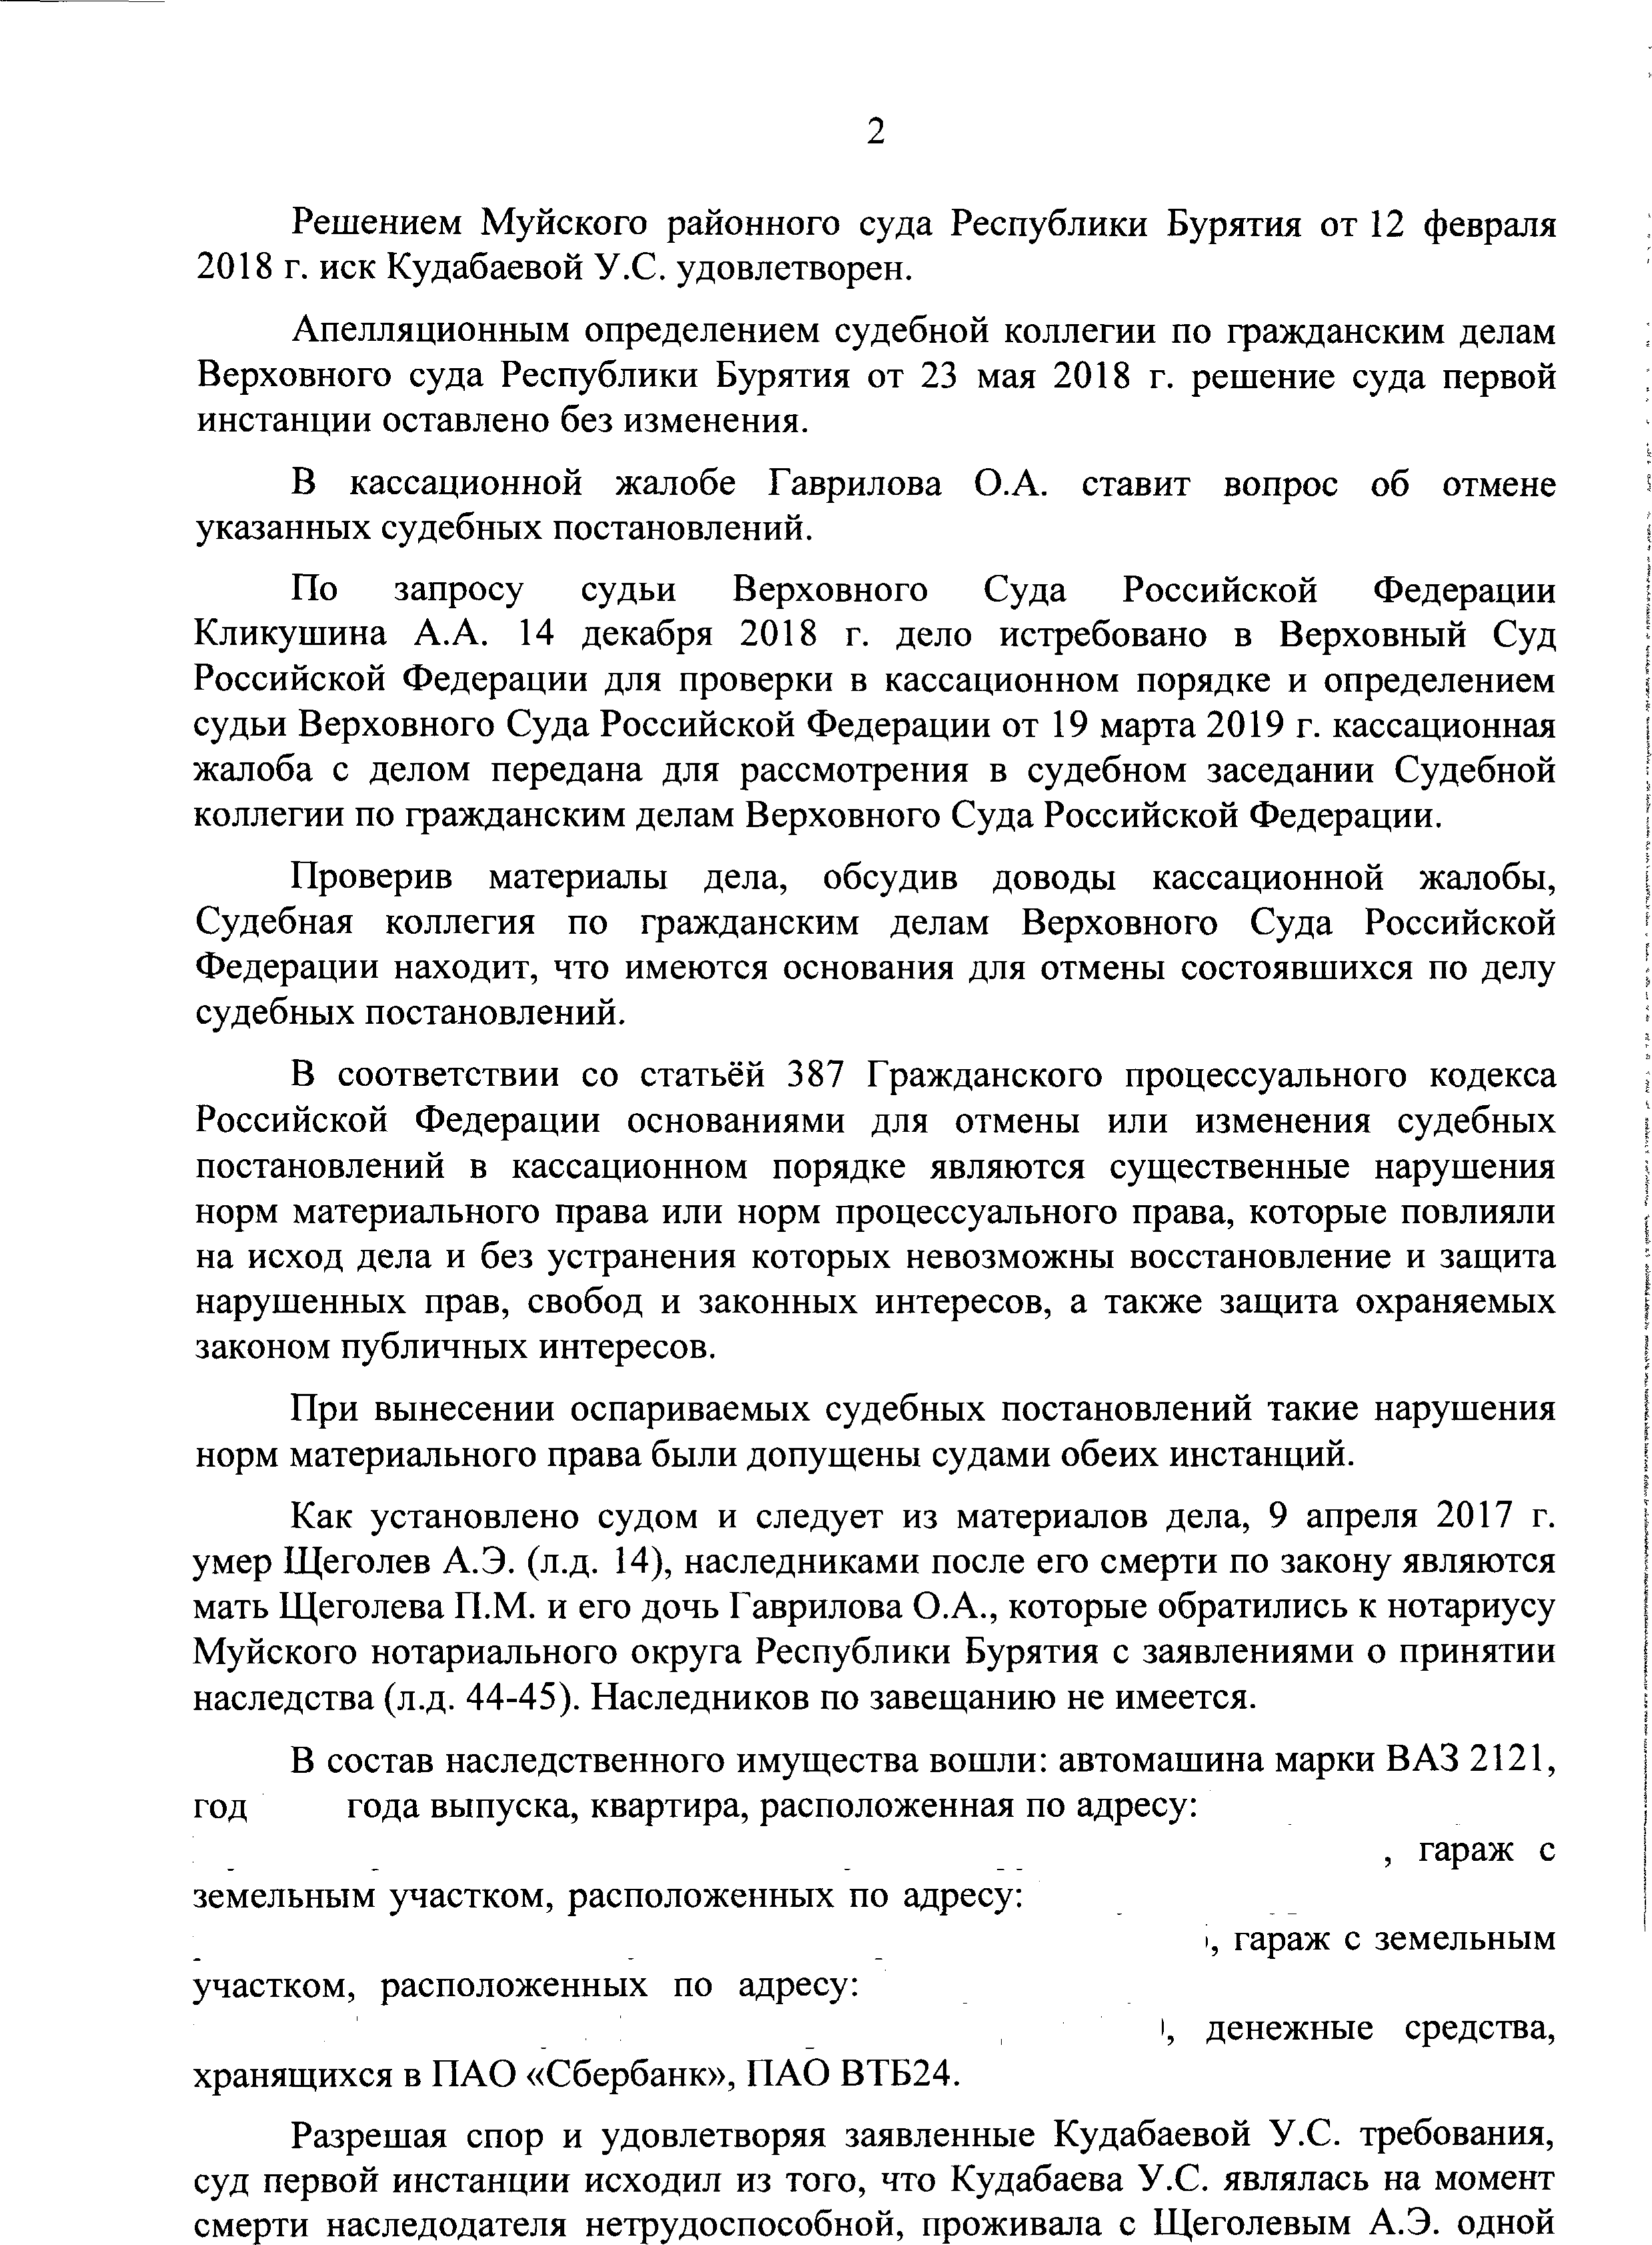 2
Решением Муйского районного суда Республики Бурятия от 12 февраля
2018 г. иск Кудабаевой У.С. удовлетворен.
Апелляционным определением судебной коллегии по гражданским делам
Верховного суда Республики Бурятия от 23 мая 2018 г. решение суда первой
инстанции оставлено без изменения.
В кассационной жалобе Гаврилова О.А. ставит вопрос об отмене
указанных судебных постановлений.
По запросу судьи Верховного Суда Российской Федерации
Кликушина А.А. 14 декабря 2018 г. дело истребовано в Верховный Суд
Российской Федерации для проверки в кассационном порядке и определением
судьи Верховного Суда Российской Федерации от 19 марта 2019 г. кассационная
жалоба с делом передана для рассмотрения в судебном заседании Судебной
коллегии по гражданским делам Верховного Суда Российской Федерации.
Проверив материалы дела, обсудив доводы кассационной жалобы,
Судебная коллегия по гражданским делам Верховного Суда Российской
Федерации находит, что имеются основания для отмены состоявшихся по делу
судебных постановлений.
В соответствии со статьёй 387 Гражданского процессуального кодекса
Российской Федерации основаниями для отмены или изменения судебных
постановлений в кассационном порядке являются существенные нарушения
норм материального права или норм процессуального права, которые повлияли
на исход дела и без устранения которых невозможны восстановление и защита
нарушенных прав, свобод и законных интересов, а также защита охраняемых
законом публичных интересов.
При вынесении оспариваемых судебных постановлений такие нарушения
норм материального права были допущены судами обеих инстанций.
Как установлено судом и следует из материалов дела, 9 апреля 2017 г.
умер Щеголев А.Э. (л.д. 14), наследниками после его смерти по закону являются
мать Щеголева П.М. и его дочь Гаврилова О.А., которые обратились к нотариусу
Муйского нотариального округа Республики Бурятия с заявлениями о принятии
наследства (л.д. 44-45). Наследников по завещанию не имеется.
В состав наследственного имущества вошли: автомашина марки ВАЗ 2121,
год года выпуска, квартира, расположенная по адресу:
, гараж с
земельным участком, расположенных по адресу:
, гараж с земельным
участком, расположенных по адресу:
, денежные средства,
хранящихся в ПАО «Сбербанк», ПАО ВТБ24.
Разрешая спор и удовлетворяя заявленные Кудабаевой У.С. требования,
суд первой инстанции исходил из того, что Кудабаева У.С. являлась на момент
смерти наследодателя нетрудоспособной, проживала с Щеголевым А.Э. одной